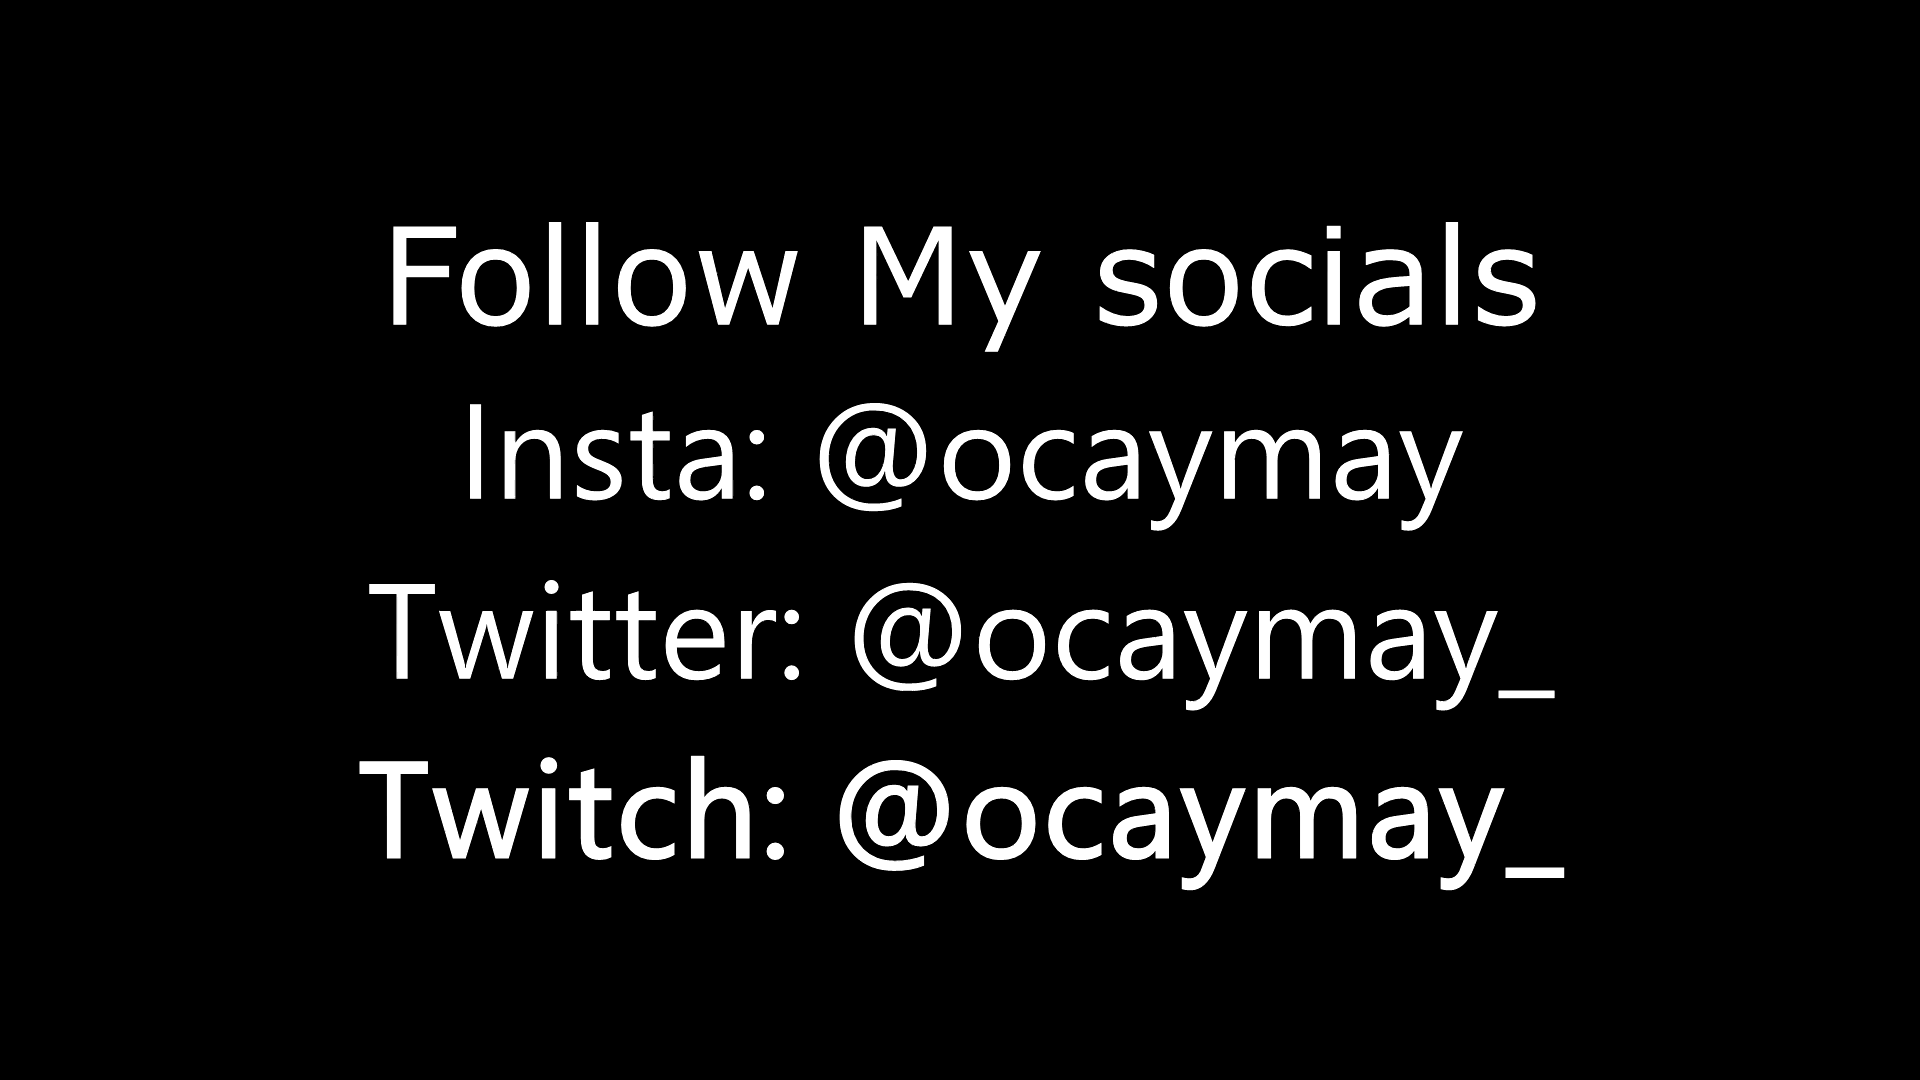 Follow My socials
Insta: @ocaymay
Twitter: @ocaymay_
Twitch: @ocaymay_